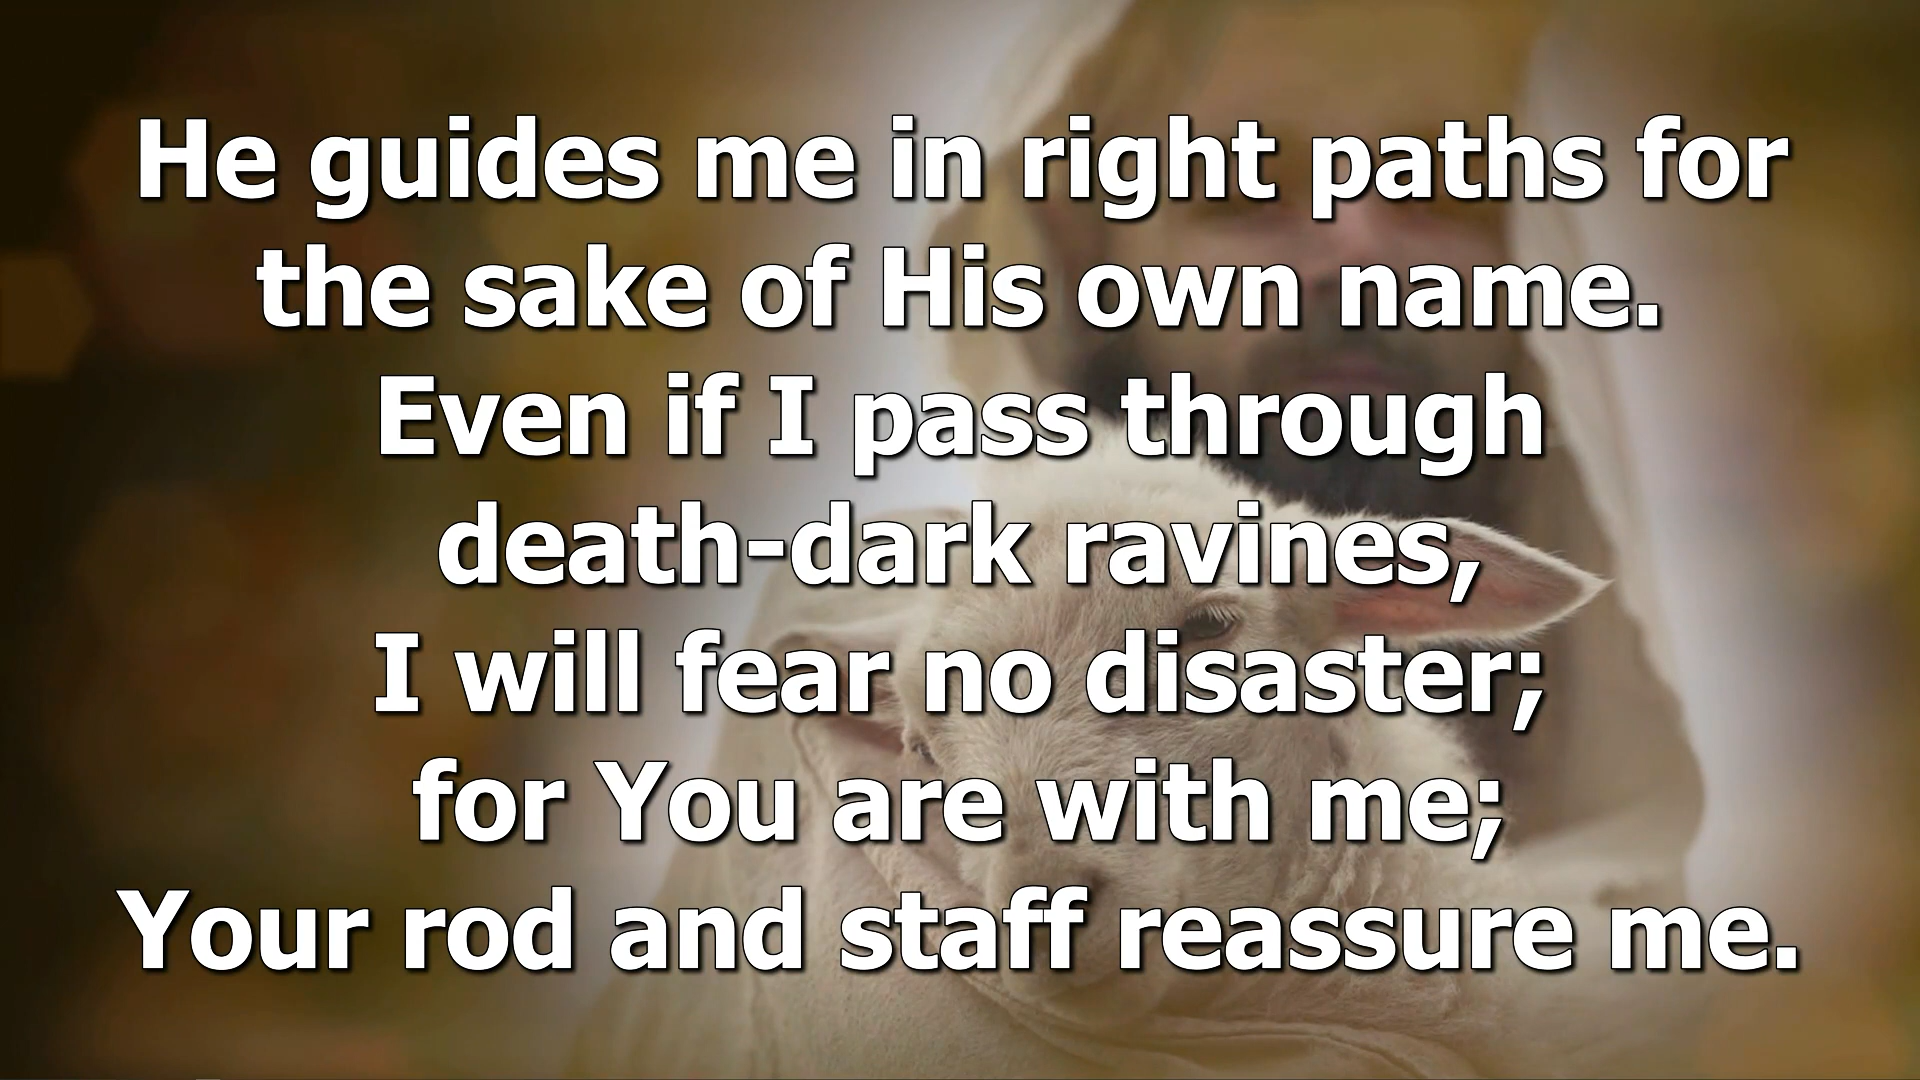 He guides me in right paths for
the sake of His own name.
Even if I pass through
death-dark ravines,
I will fear no disaster;
for You are with me;
Your rod and staff reassure me.